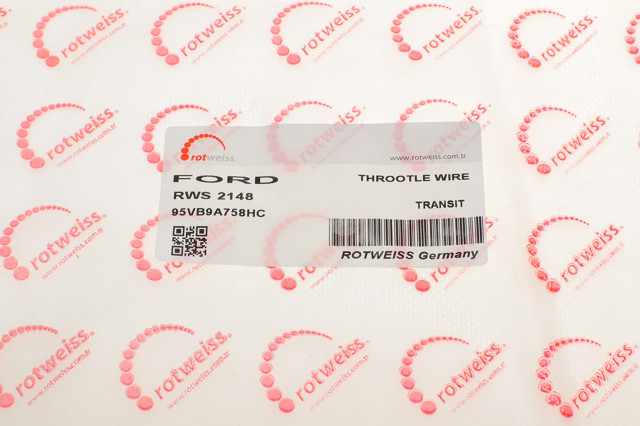 rotweiss
www.rotweiss.com.tr
FORD
THROOTLE WIRE
RWS 2148
TRANSIT
95VB9A758HC
ROTWEISS Germany